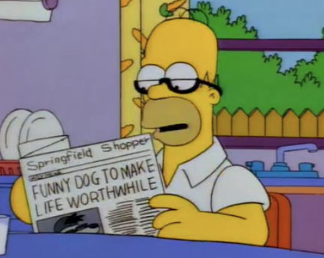 Springfield Shopper
FUNNY DOG TO MAKE
LIFE WORTHWHILE